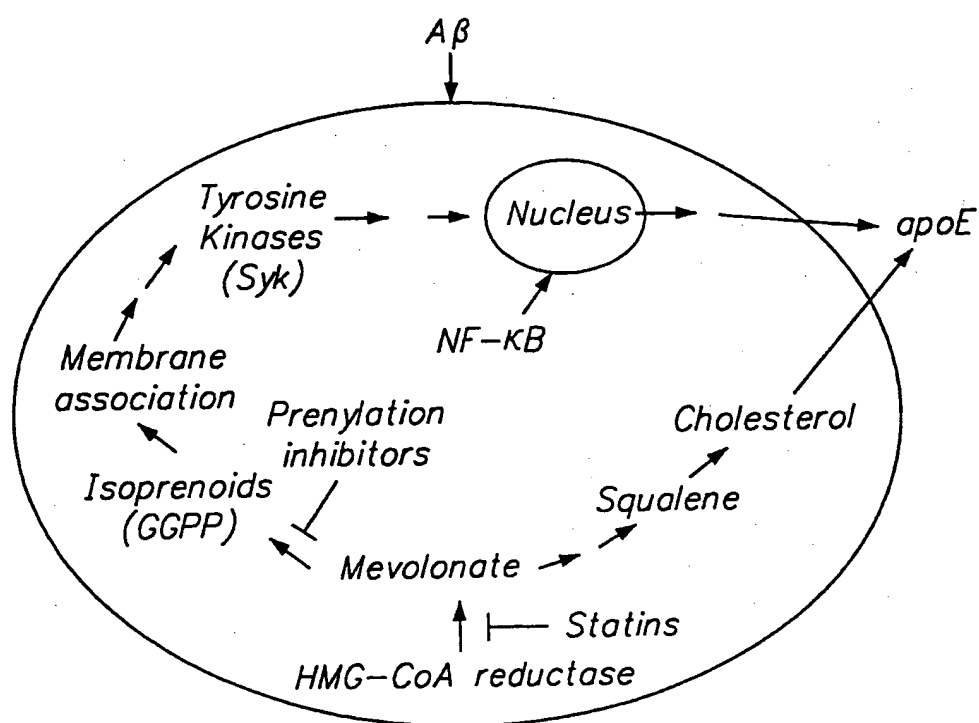 Aβ
Tyrosine
Kinases
(Syk)
Nucleus
apoE
NF-κB
Membrane
association
Prenylation
inhibitors
Cholesterol
Isoprenoids
(GGPP)
Squalene
Mevolonate
Statins
HMG-CoA reductase